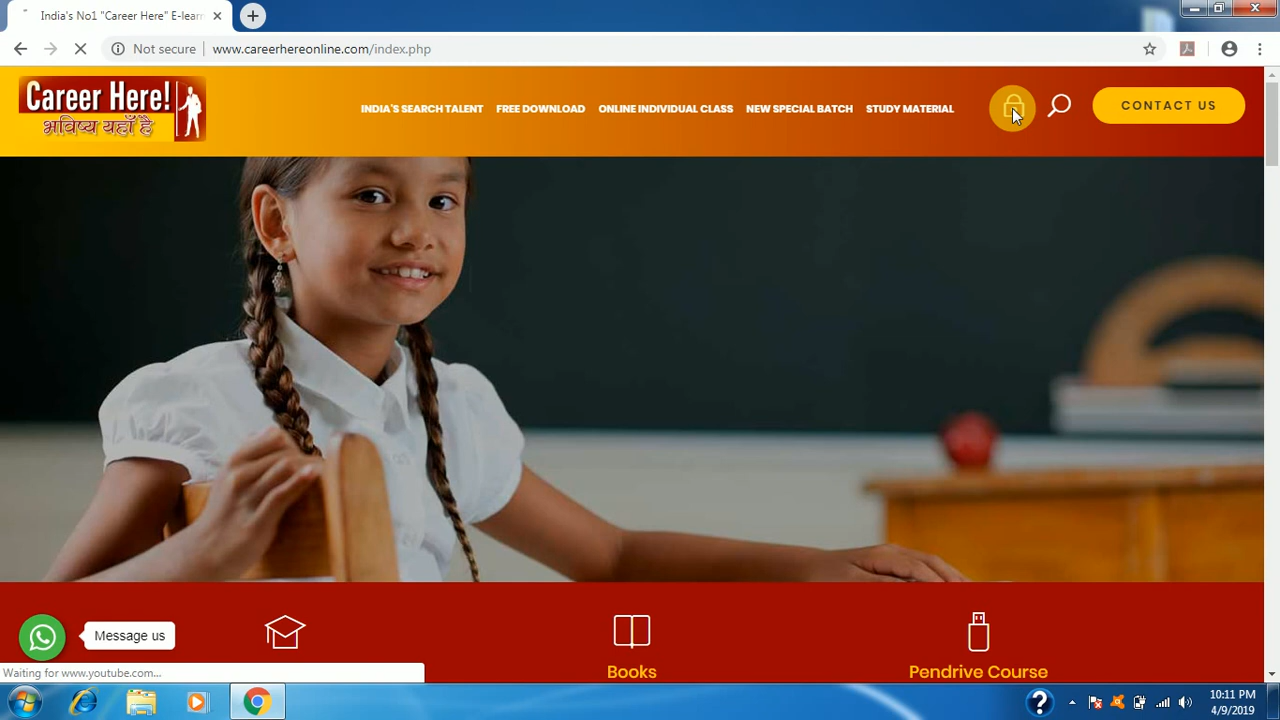 India's No1 "Career Here" E-learn
Not secure
www.careerhereonline.com/index.php
Career Here!
भविष्य यहाँ है
INDIA'S SEARCH TALENT
FREE DOWNLOAD
ONLINE INDIVIDUAL CLASS
NEW SPECIAL BATCH
STUDY MATERIAL
CONTACT US
Message us
Books
Pendrive Course
Waiting for www.youtube.com...
10:11 PM
4/9/2019